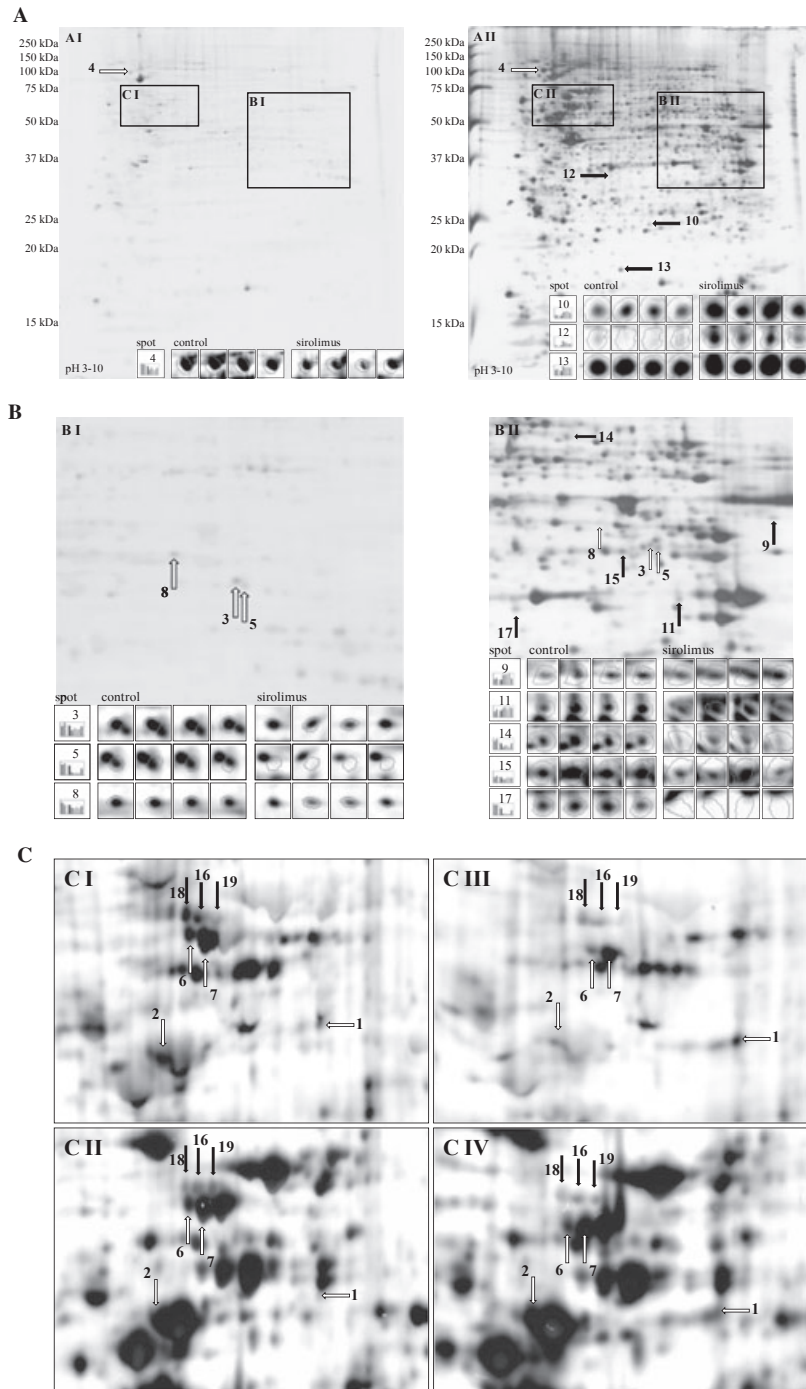 A
A I
250 kDa
150 kDa
100 kDa
75 kDa
50 kDa
37 kDa
25 kDa
20 kDa
15 kDa
4
C I
B I
spot control sirolimus
4
pH 3-10
A II
250 kDa
150 kDa
100 kDa
75 kDa
50 kDa
37 kDa
25 kDa
20 kDa
15 kDa
4
C II
B II
12
10
13
spot control sirolimus
10
12
13
pH 3-10
B
B I
8
3
5
spot control sirolimus
3
5
8
B II
14
8
15
3
5
9
17
11
spot control sirolimus
9
11
14
15
17
C
C I
16
18 19
6
7
2
1
C III
16
18 19
6
7
2
1
C II
16
18 19
6
7
2
1
C IV
16
18 19
6
7
2
1